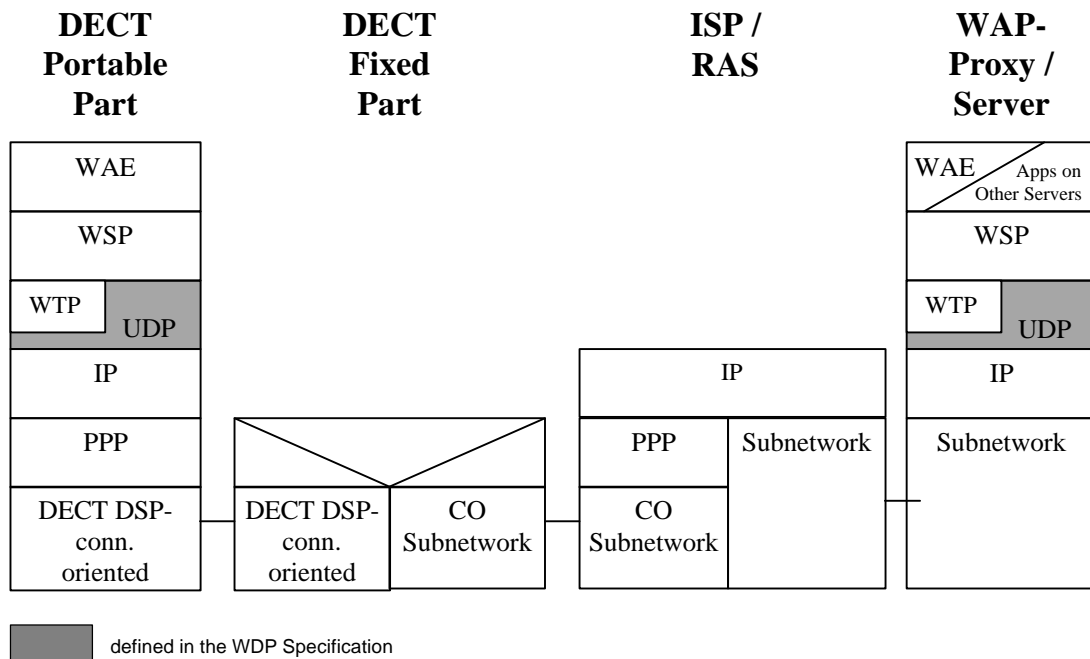 DECT
Portable
Part
DECT
Fixed
Part
ISP /
RAS
WAP-
Proxy /
Server
WAE
WSP
WTP
UDP
IP
PPP
DECT DSP-
conn.
oriented
DECT DSP-
conn.
oriented
CO
Subnetwork
IP
PPP
Subnetwork
CO
Subnetwork
WAE
Apps on
Other Servers
WSP
WTP
UDP
IP
Subnetwork
defined in the WDP Specification